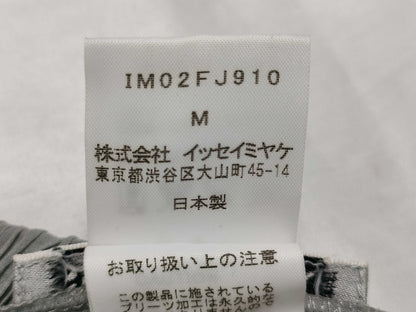 IM02FJ910
M
株式会社 イッセイミヤケ
東京都渋谷区大山町45-14
日本製
お取り扱い上の注意
この製品に施されている
プリーツ加工は永久的な